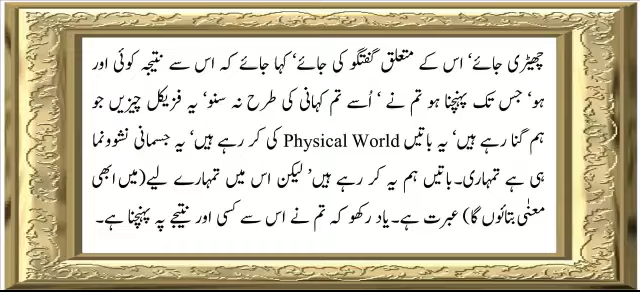 چھیڑی جائے‘ اس کے متعلق گفتگو کی جائے‘ کہا جائے کہ اس سے نتیجہ کوئی اور
ہو‘ جس تک پہنچنا ہو تم نے ‘ اُسے تم کہانی کی طرح نہ سنو‘ یہ فزیکل چیزیں جو
ہم گنا رہے ہیں‘ یہ باتیں Physical World کی کر رہے ہیں‘ یہ جسمانی نشوونما
ہی ہے تمہاری۔ باتیں ہم یہ کر رہے ہیں‘ لیکن اس میں تمہارے لیے (میں ابھی
معنٰی بتائوں گا) عبرت ہے۔ یاد رکھو کہ تم نے اس سے کسی اور نتیجے پہ پہنچنا ہے۔